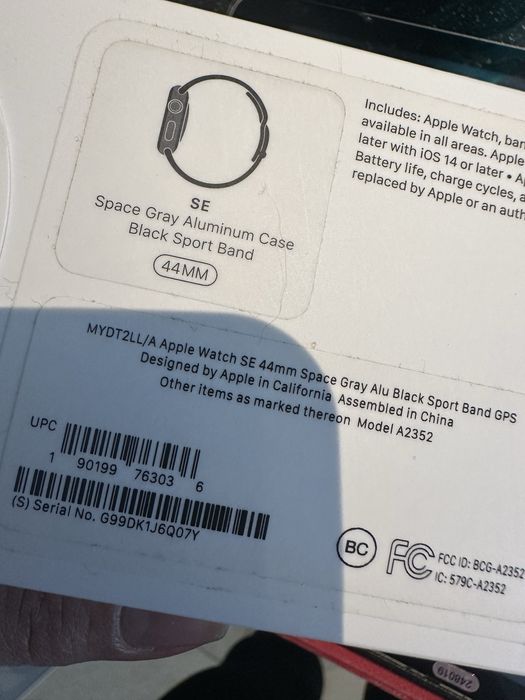 SE
Space Gray Aluminum Case
Black Sport Band
44MM
Includes: Apple Watch,
available in all areas. Apple
later with iOS 14 or later •
Battery life, charge cycles,
replaced by Apple or an
MYDT2LL/A Apple Watch SE 44mm Space Gray Alu Black Sport Band GPS
Designed by Apple in California Assembled in China
Other items as marked thereon Model A2352
UPC
1 90199 76303 6
(S) Serial No. G99DK1J6Q07Y
BC
FC
FCC ID: BCG-A2352
IC: 579C-A2352
248019